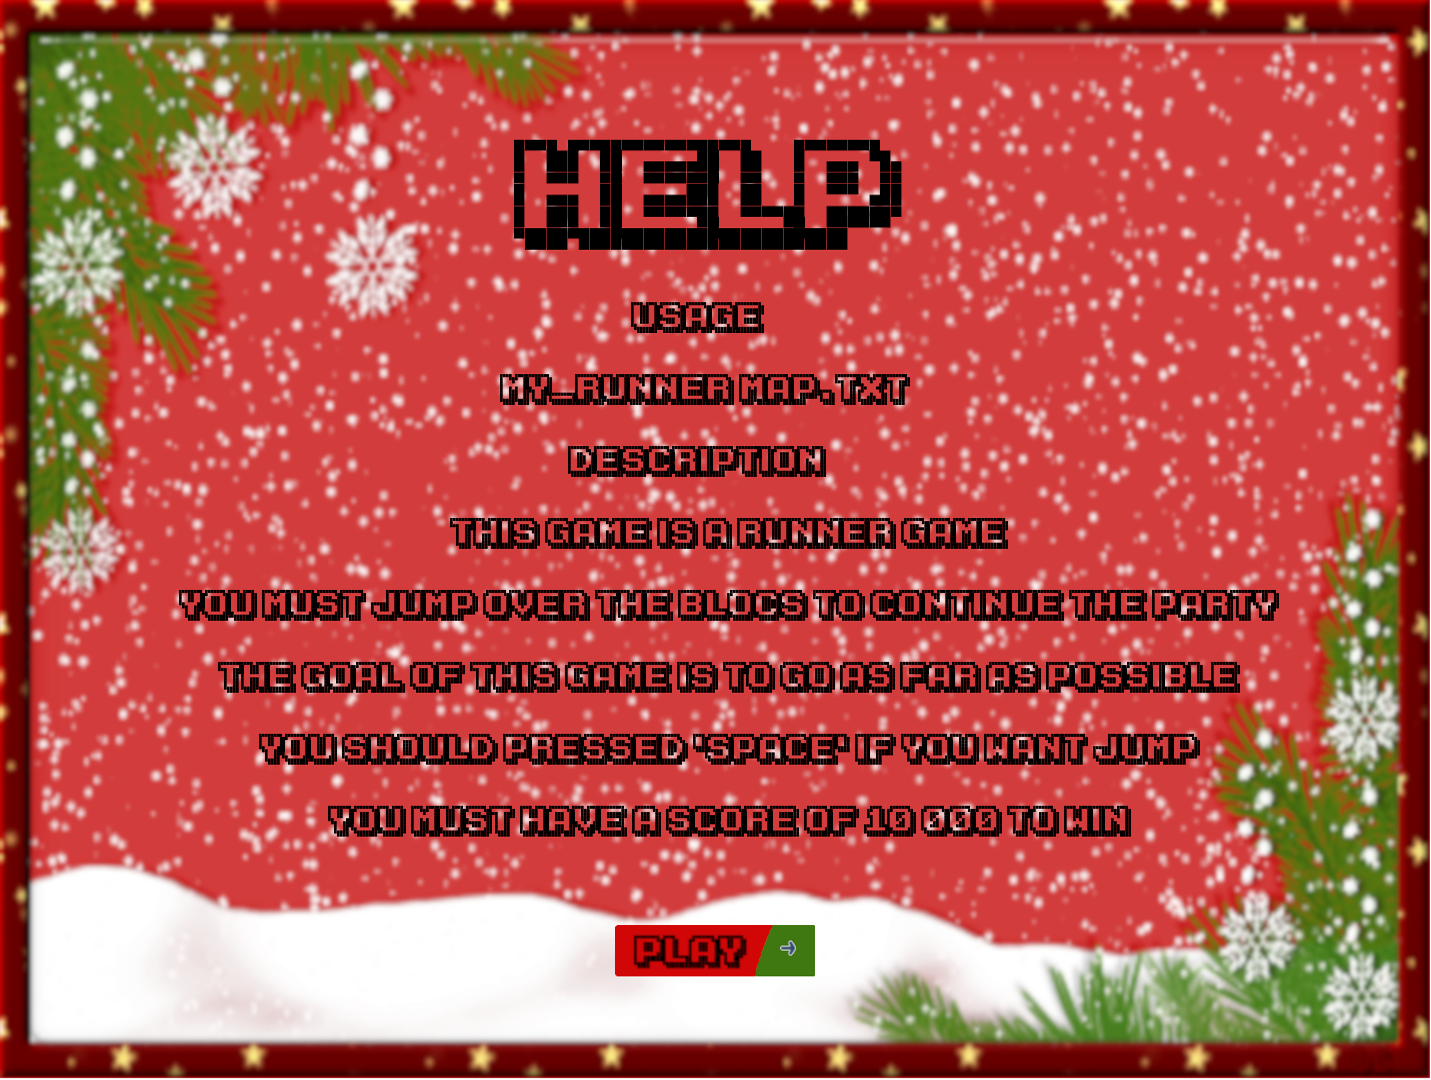 HELP
USAGE
MY_RUNNER MAP.TXT
DESCRIPTION
THIS GAME IS A RUNNER GAME
YOU MUST JUMP OVER THE BLOCS TO CONTINUE THE PARTY
THE GOAL OF THIS GAME IS TO GO AS FAR AS POSSIBLE
YOU SHOULD PRESSED 'SPACE' IF YOU WANT JUMP
YOU MUST HAVE A SCORE OF 10 000 TO WIN
PLAY